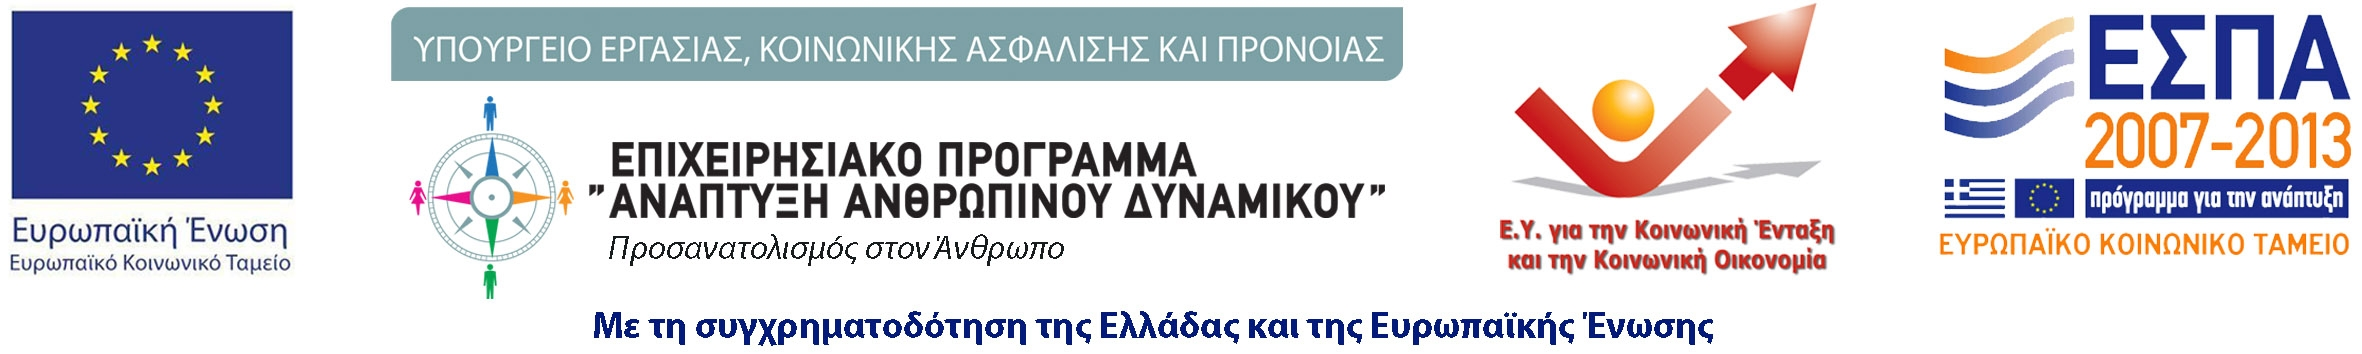 Ευρωπαϊκή Ένωση
Ευρωπαϊκό Κοινωνικό Ταμείο
ΥΠΟΥΡΓΕΙΟ ΕΡΓΑΣΙΑΣ, ΚΟΙΝΩΝΙΚΗΣ ΑΣΦΑΛΙΣΗΣ ΚΑΙ ΠΡΟΝΟΙΑΣ
ΕΠΙΧΕΙΡΗΣΙΑΚΟ ΠΡΟΓΡΑΜΜΑ
"ΑΝΑΠΤΥΞΗ ΑΝΘΡΩΠΙΝΟΥ ΔΥΝΑΜΙΚΟΥ"
Προσανατολισμός στον Άνθρωπο
Ε.Υ. για την Κοινωνική Ένταξη
και την Κοινωνική Οικονομία
ΕΣΠΑ
2007-2013
πρόγραμμα για την ανάπτυξη
ΕΥΡΩΠΑΪΚΟ ΚΟΙΝΩΝΙΚΟ ΤΑΜΕΙΟ
Με τη συγχρηματοδότηση της Ελλάδας και της Ευρωπαϊκής Ένωσης